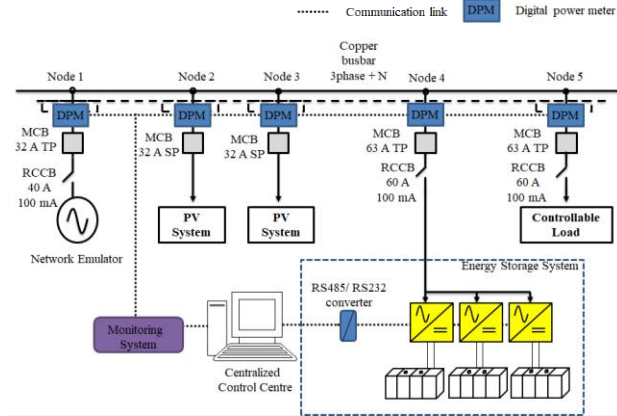 Communication link
DPM
Digital power meter
Copper
busbar
3phase + N
Node 1
Node 2
Node 3
Node 4
Node 5
DPM
DPM
DPM
DPM
DPM
MCB
32 A TP
MCB
32 A SP
MCB
32 A SP
MCB
63 A TP
MCB
63 A TP
RCCB
40 A
100 mA
RCCB
60 A
100 mA
RCCB
60 A
100 mA
PV
System
PV
System
Controllable
Load
Network Emulator
Energy Storage System
RS485/ RS232
converter
Monitoring
System
Centralized
Control Centre